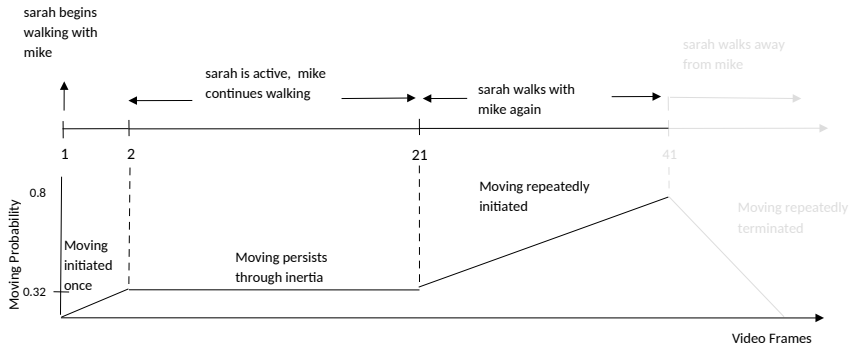 sarah begins
walking with
mike
sarah is active, mike
continues walking
sarah walks with
mike again
sarah walks away
from mike
1
2
21
41
Moving Probability
0.8
0.32
Moving
initiated
once
Moving persists
through inertia
Moving repeatedly
initiated
Moving repeatedly
terminated
Video Frames